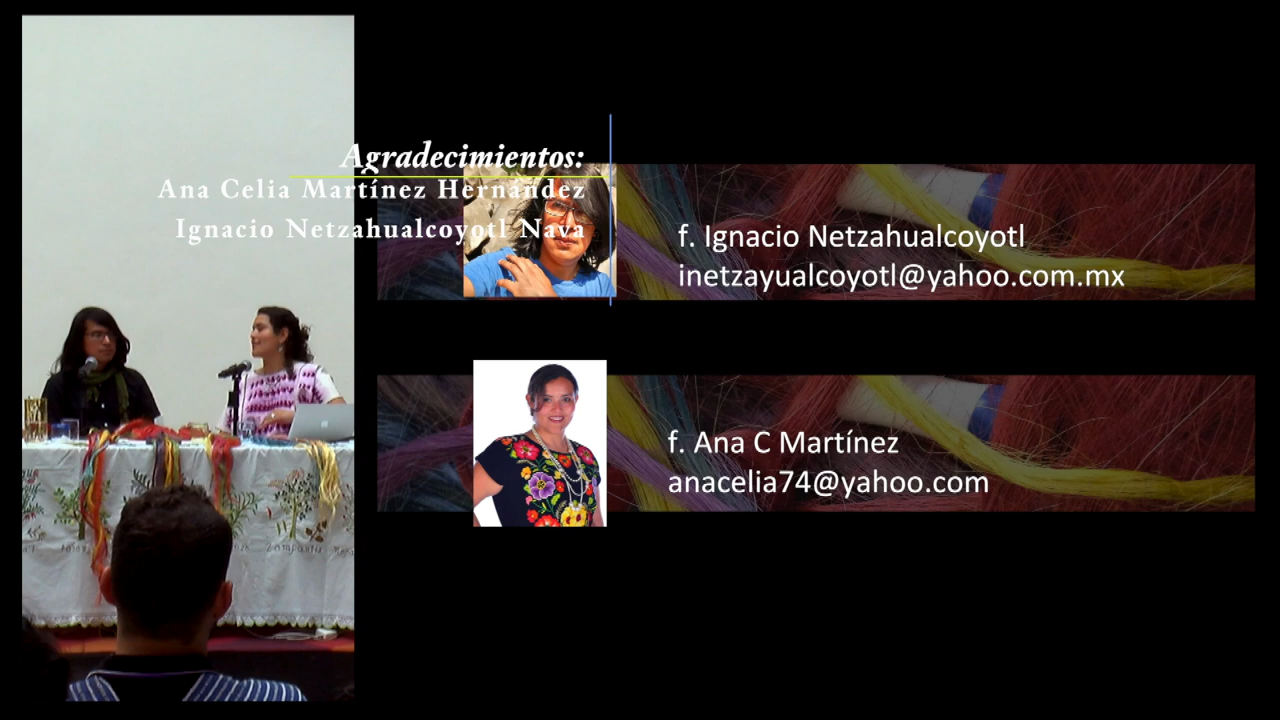 Agradecimientos:
Ana Celia Martínez Hernández
Ignacio Netzahualcoyotl Nava
f. Ignacio Netzahualcoyotl
inetzayualcoyotl@yahoo.com.mx
f. Ana C Martínez
anacelia74@yahoo.com